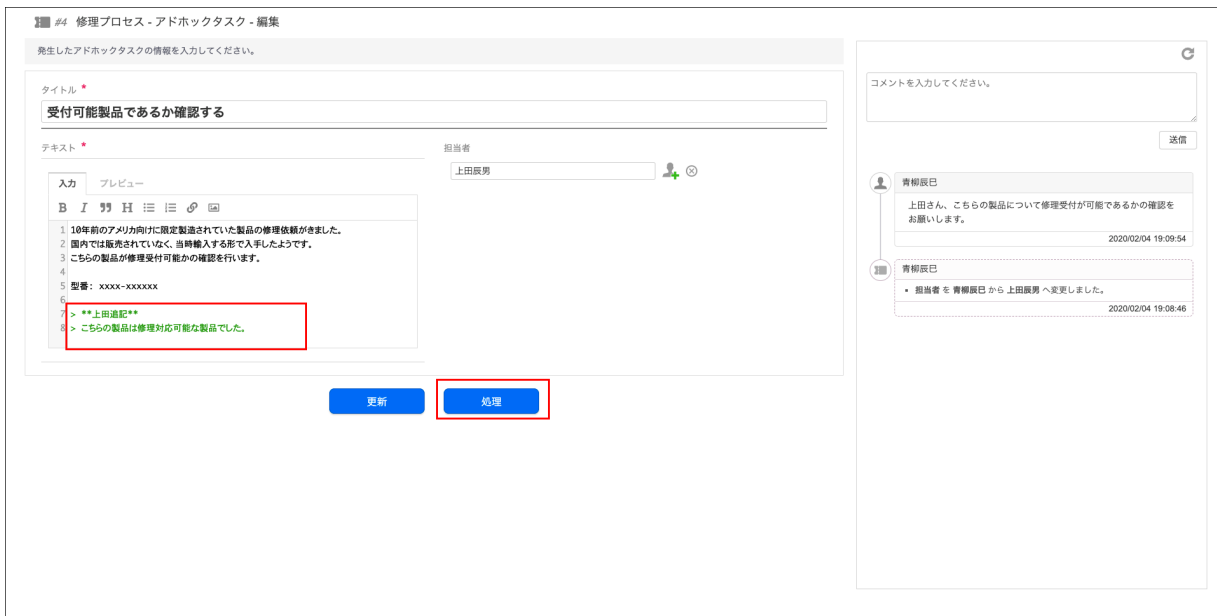 #4 修理プロセス - アドホックタスク - 編集
発生したアドホックタスクの情報を入力してください。
タイトル *
受付可能製品であるか確認する
テキスト *
入力 プレビュー
B I H
1 10年前のアメリカ向けに限定製造されていた製品の修理依頼がきました。
2 国内では販売されていなく、当時輸入する形で入手したようです。
3 こちらの製品が修理受付可能かの確認を行います。
4
5 型番: xxxx-xxxxxx
6
7 > **上田追記**
8 > こちらの製品は修理対応可能な製品でした。
担当者
上田辰男
更新
処理
コメントを入力してください。
送信
青柳辰巳
上田さん、こちらの製品について修理受付が可能であるかの確認を
お願いします。
2020/02/04 19:09:54
青柳辰巳
• 担当者 を 青柳辰巳 から 上田辰男 へ変更しました。
2020/02/04 19:08:46